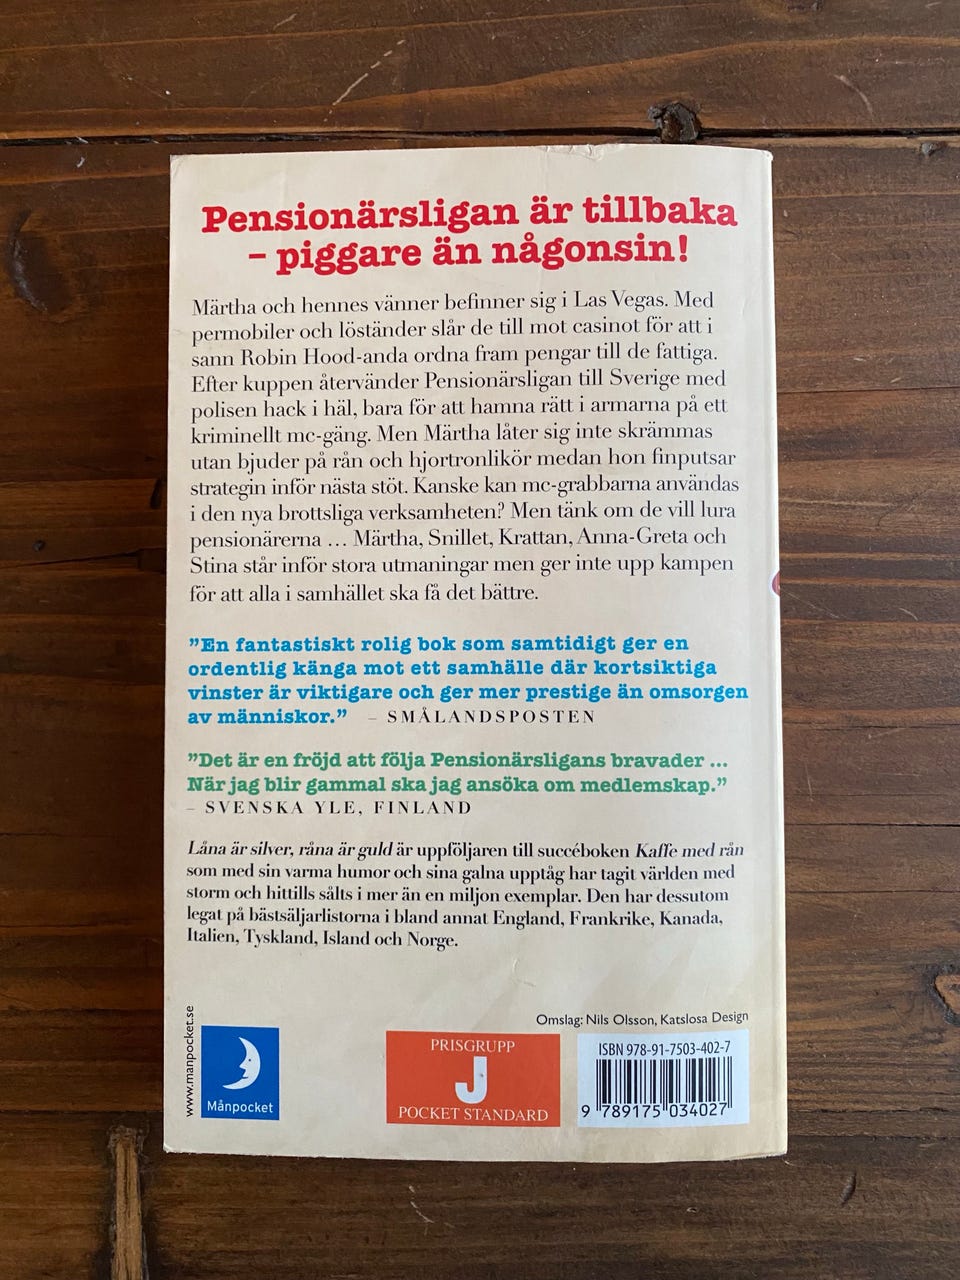 Pensionärsligan är tillbaka
– piggare än någonsin!
Märtha och hennes vänner befinner sig i Las Vegas. Med
permobiler och löständer slår de till mot casinot för att i
sann Robin Hood-anda ordna fram pengar till de fattiga.
Efter kuppen återvänder Pensionärsligan till Sverige med
polisen hack i häl, bara för att hamna rätt i armarna på ett
kriminellt mc-gäng. Men Märtha låter sig inte skrämmas
utan bjuder på rån och hjortronlikör medan hon finputsar
strategin inför nästa stöt. Kanske kan mc-grabbarna användas
i den nya brottsliga verksamheten? Men tänk om de vill lura
pensionärerna ... Märtha, Snillet, Krattan, Anna-Greta och
Stina står inför stora utmaningar men ger inte upp kampen
för att alla i samhället ska få det bättre.
”En fantastiskt rolig bok som samtidigt ger en
ordentlig känga mot ett samhälle där kortsiktiga
vinster är viktigare och ger mer prestige än omsorgen
av människor.” – SMÅLANDSPOSTEN
”Det är en fröjd att följa Pensionärsligans bravader ...
När jag blir gammal ska jag ansöka om medlemskap.”
– SVENSKA YLE, FINLAND
Låna är silver, råna är guld är uppföljaren till succéboken Kaffe med rån
som med sin varma humor och sina galna upptåg har tagit världen med
storm och hittills sålts i mer än en miljon exemplar. Den har dessutom
legat på bästsäljarlistorna i bland annat England, Frankrike, Kanada,
Italien, Tyskland, Island och Norge.
Omslag: Nils Olsson, Katslosa Design
www.manpocket.se
Månpocket
PRISGRUPP
J
POCKET STANDARD
ISBN 978-91-7503-402-7
9 789175 034027